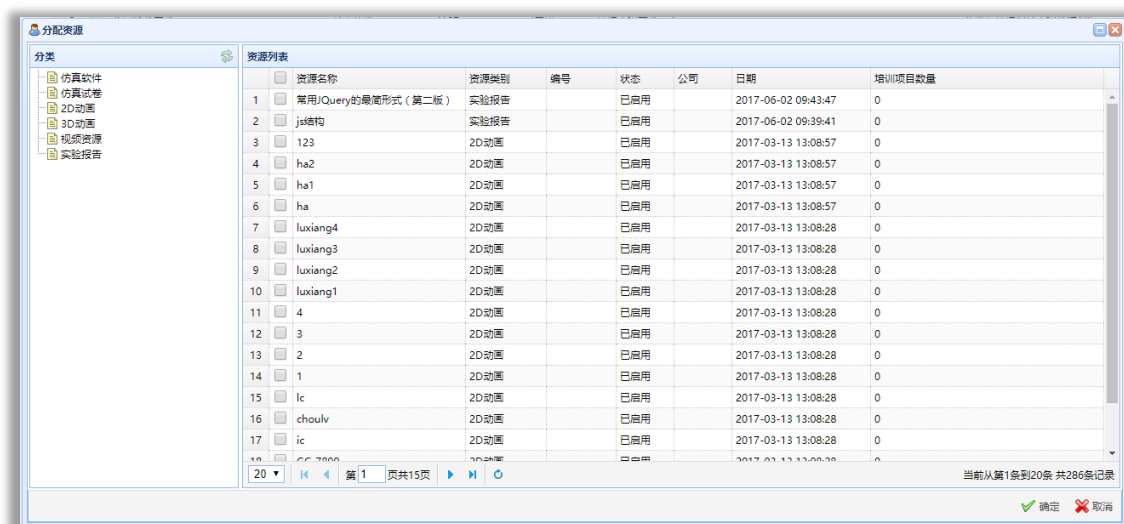 分配资源
分类
仿真软件
仿真试卷
2D动画
3D动画
视频资源
实验报告
资源列表
资源名称 资源类别 编号 状态 公司 日期 培训项目数量
1 常用JQuery的最简形式（第二版） 实验报告 已启用 2017-06-02 09:43:47 0
2 js结构 实验报告 已启用 2017-06-02 09:39:41 0
3 123 2D动画 已启用 2017-03-13 13:08:57 0
4 ha2 2D动画 已启用 2017-03-13 13:08:57 0
5 ha1 2D动画 已启用 2017-03-13 13:08:57 0
6 ha 2D动画 已启用 2017-03-13 13:08:57 0
7 luxiang4 2D动画 已启用 2017-03-13 13:08:28 0
8 luxiang3 2D动画 已启用 2017-03-13 13:08:28 0
9 luxiang2 2D动画 已启用 2017-03-13 13:08:28 0
10 luxiang1 2D动画 已启用 2017-03-13 13:08:28 0
11 4 2D动画 已启用 2017-03-13 13:08:28 0
12 3 2D动画 已启用 2017-03-13 13:08:28 0
13 2 2D动画 已启用 2017-03-13 13:08:28 0
14 1 2D动画 已启用 2017-03-13 13:08:28 0
15 lc 2D动画 已启用 2017-03-13 13:08:28 0
16 choulv 2D动画 已启用 2017-03-13 13:08:28 0
17 ic 2D动画 已启用 2017-03-13 13:08:28 0
20 第 1 页共15页 当前从第1条到20条 共286条记录
确定 取消